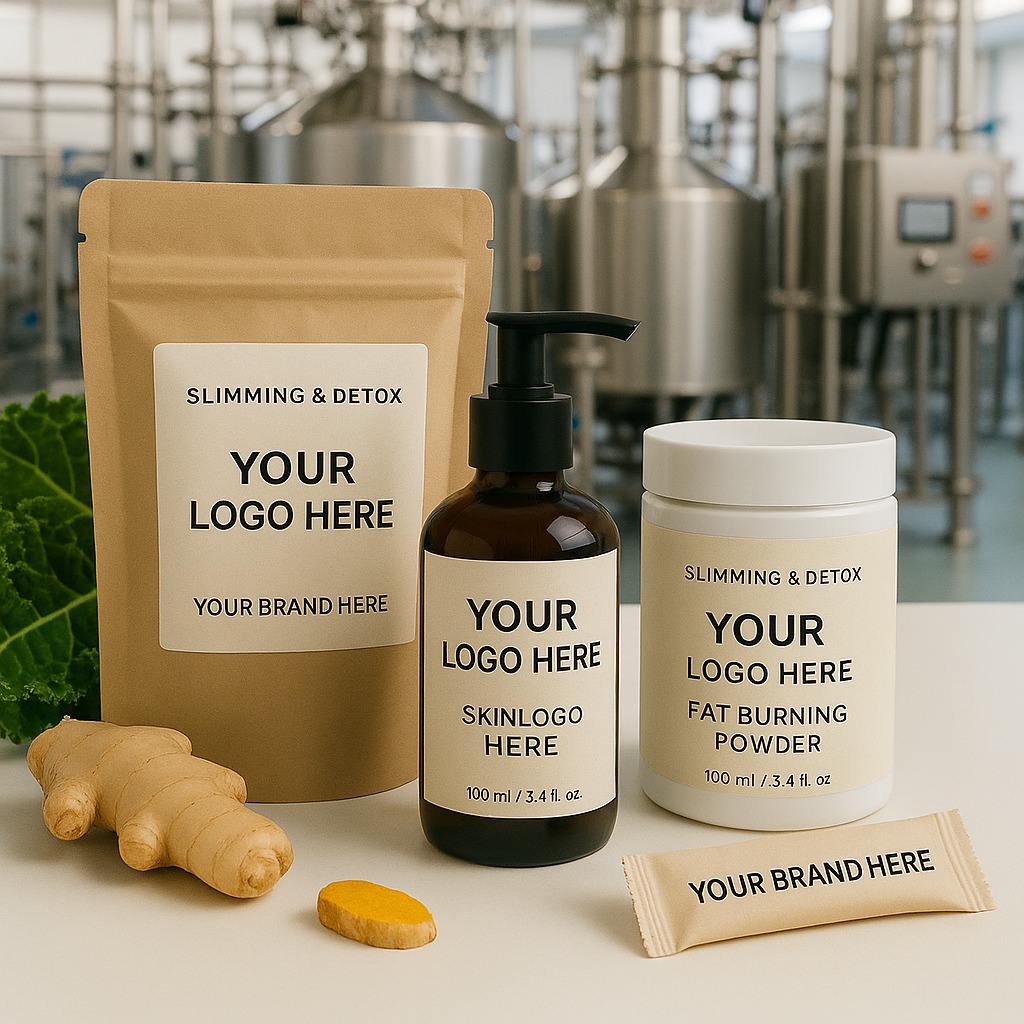 SLIMMING & DETOX
YOUR
LOGO HERE
YOUR BRAND HERE
YOUR
LOGO HERE
SKINLOGO
HERE
100 ml / 3.4 fl. oz.
SLIMMING & DETOX
YOUR
LOGO HERE
FAT BURNING
POWDER
100 ml / 3.4 fl. oz
YOUR BRAND HERE